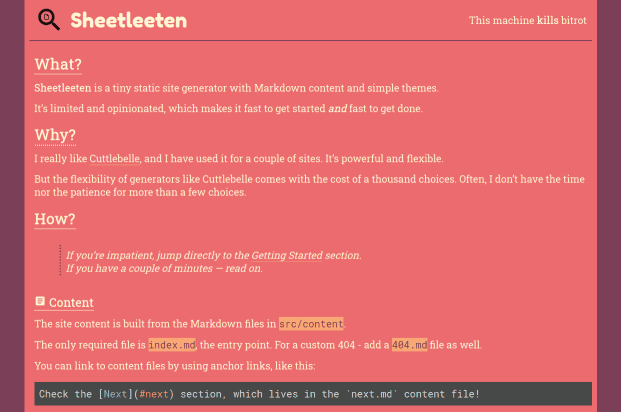 Sheetleeten
This machine kills bitrot
What?
Sheetleeten is a tiny static site generator with Markdown content and simple themes.
It's limited and opinionated, which makes it fast to get started and fast to get done.
Why?
I really like Cuttlebelle, and I have used it for a couple of sites. It's powerful and flexible.
But the flexibility of generators like Cuttlebelle comes with the cost of a thousand choices. Often, I don't have the time
nor the patience for more than a few choices.
How?
If you're impatient, jump directly to the Getting Started section.
If you have a couple of minutes — read on.
Content
The site content is built from the Markdown files in src/content.
The only required file is index.md, the entry point. For a custom 404 - add a 404.md file as well.
You can link to content files by using anchor links, like this:
Check the [Next](#next) section, which lives in the `next.md` content file!